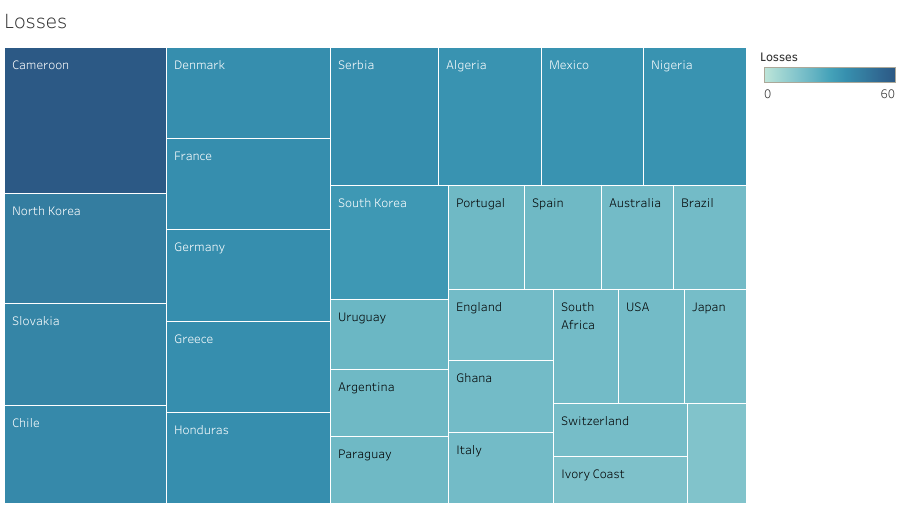 Losses
Cameroon
North Korea
Slovakia
Chile
Denmark
France
Germany
Greece
Honduras
Serbia
Algeria
Mexico
Nigeria
South Korea
Uruguay
Argentina
Paraguay
Portugal
Spain
Australia
Brazil
England
Ghana
Italy
South
Africa
USA
Japan
Switzerland
Ivory Coast
Losses
0 60